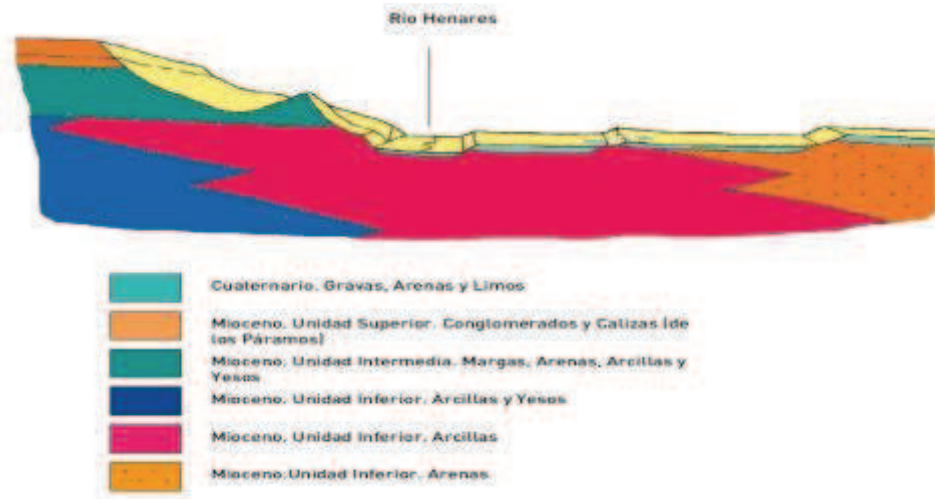 Río Henares
Cuaternario. Gravas, Arenas y Limos
Mioceno. Unidad Superior. Conglomerados y Calizas (de
los Páramos)
Mioceno. Unidad Intermedia. Margas, Arenas, Arcillas y
Yesos
Mioceno. Unidad Inferior. Arcillas y Yesos
Mioceno. Unidad Inferior. Arcillas
Mioceno.Unidad Inferior. Arenas